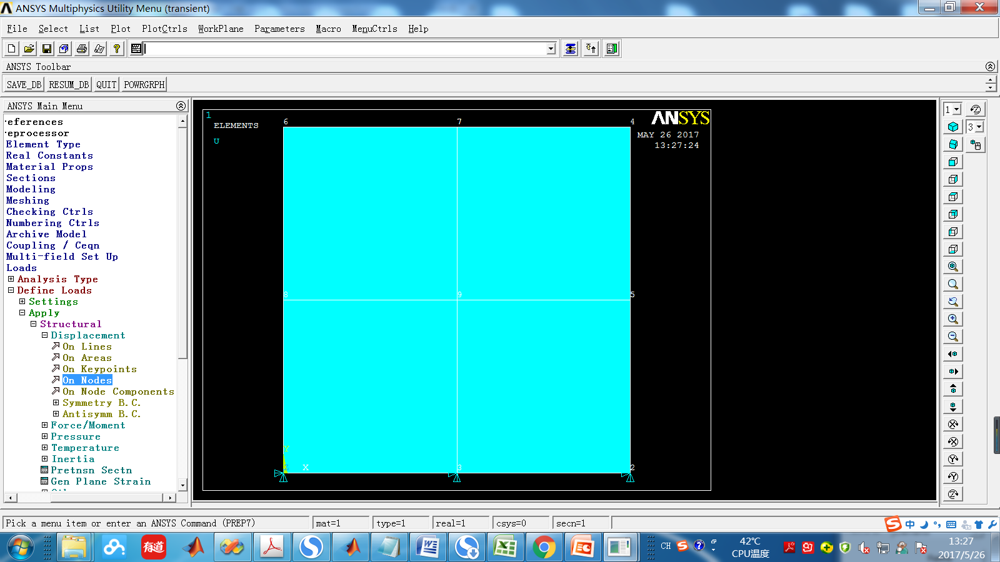 ANSYS Multiphysics Utility Menu (transient)
File Select List Plot PlotCtrls WorkPlane Parameters Macro MenuCtrls Help
ANSYS Toolbar
SAVE_DB RESUM_DB QUIT POWRGRPH
ANSYS Main Menu
eferences
eprocessor
Element Type
Real Constants
Material Props
Sections
Modeling
Meshing
Checking Ctrls
Numbering Ctrls
Archive Model
Coupling / Ceqn
Multi-field Set Up
Loads
Analysis Type
Define Loads
Settings
Apply
Structural
Displacement
On Lines
On Areas
On Keypoints
On Nodes
On Node Components
Symmetry B.C.
Antisymm B.C.
Force/Moment
Pressure
Temperature
Inertia
Pretnsn Sectn
Gen Plane Strain
1
ELEMENTS
U
6 7 4
ANSYS
MAY 26 2017
13:27:24
8 9 5
Y
Z X 3 2
1
3
Pick a menu item or enter an ANSYS Command (PREP7) mat=1 type=1 real=1 csys=0 secn=1
中
有道
CH
42℃
CPU温度
13:27
2017/5/26